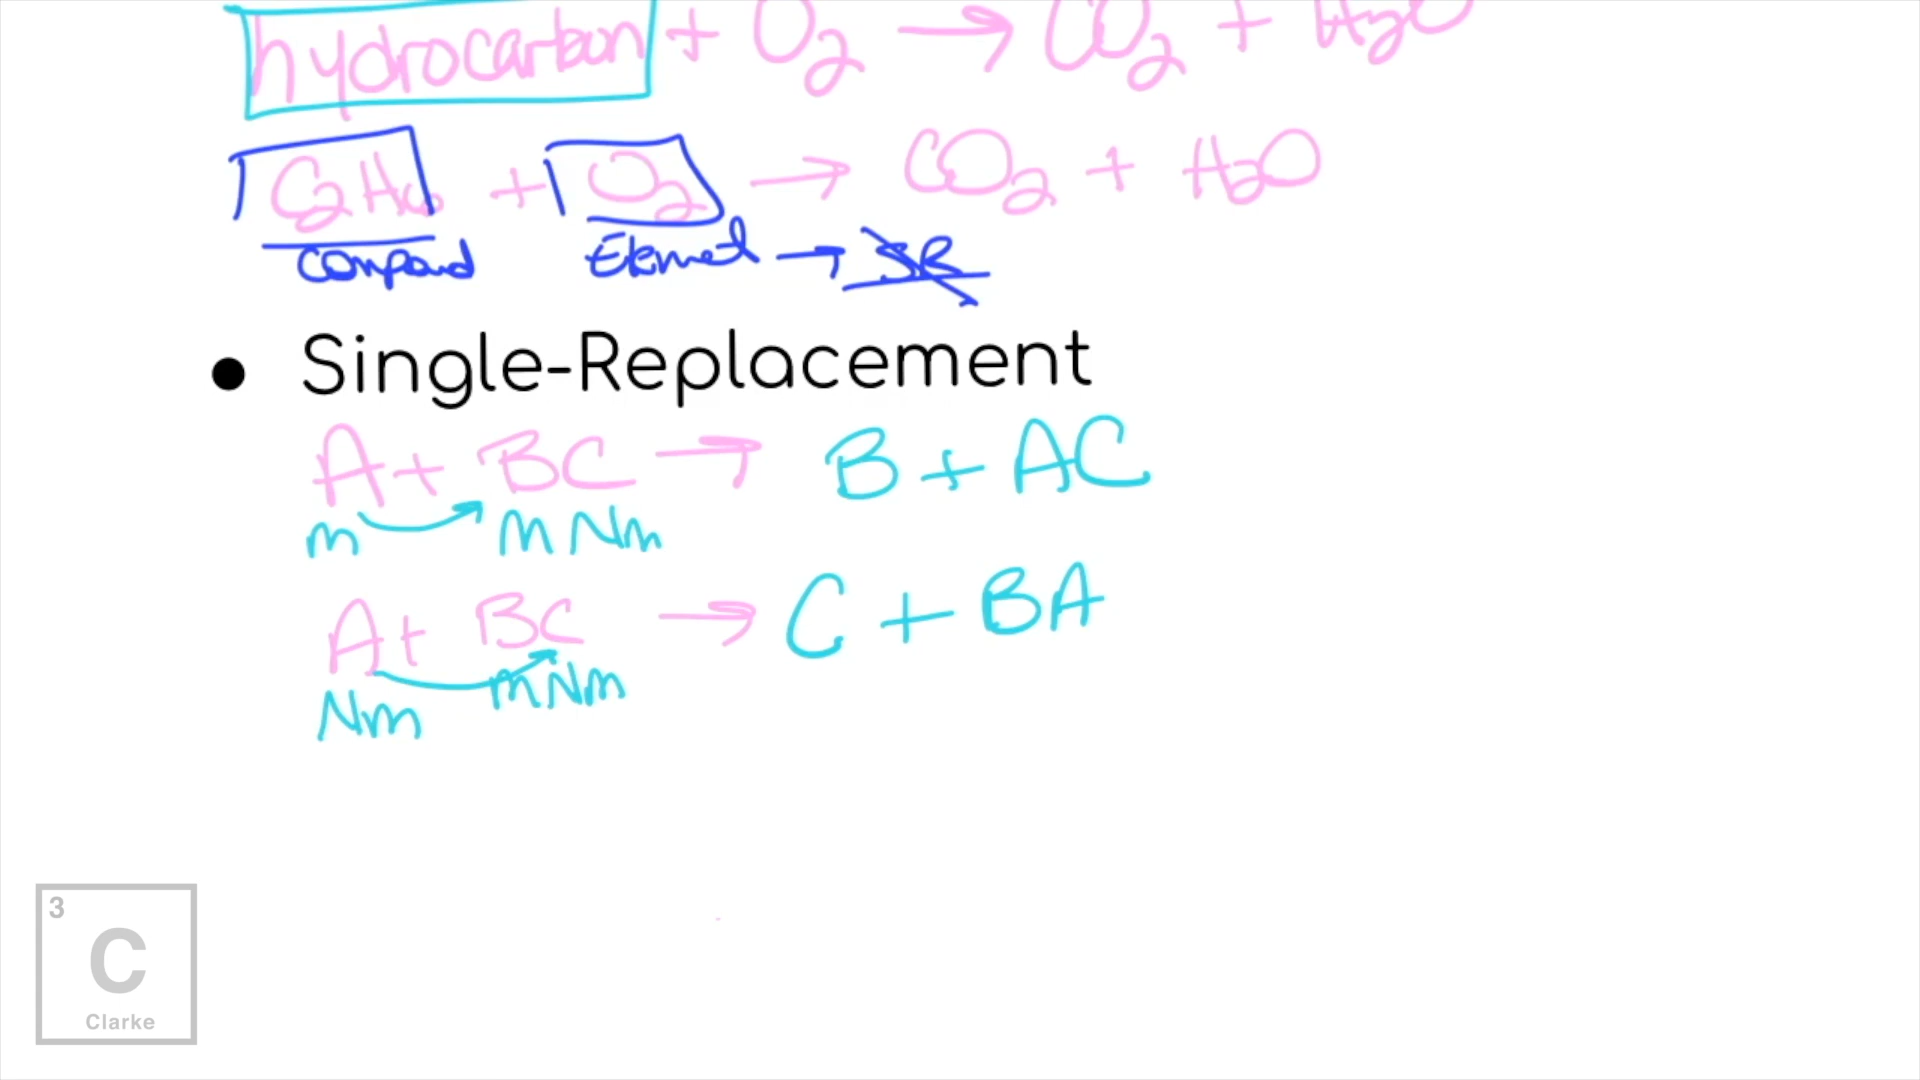 hydrocarbon + O2 → CO2 + H2O
C2H6 + O2 → CO2 + H2O
Compound Element → SR
• Single-Replacement
A + BC → B + AC
m m Nm
A + BC → C + BA
Nm m Nm
3
C
Clarke